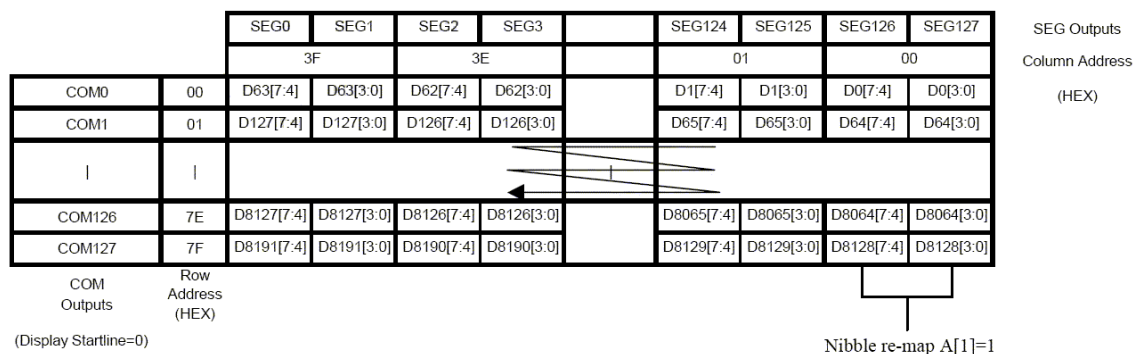 SEG0 SEG1 SEG2 SEG3 SEG124 SEG125 SEG126 SEG127 SEG Outputs
3F 3E 01 00 Column Address
(HEX)
COM0 00 D63[7:4] D63[3:0] D62[7:4] D62[3:0] D1[7:4] D1[3:0] D0[7:4] D0[3:0]
COM1 01 D127[7:4] D127[3:0] D126[7:4] D126[3:0] D65[7:4] D65[3:0] D64[7:4] D64[3:0]
| | |
COM126 7E D8127[7:4] D8127[3:0] D8126[7:4] D8126[3:0] D8065[7:4] D8065[3:0] D8064[7:4] D8064[3:0]
COM127 7F D8191[7:4] D8191[3:0] D8190[7:4] D8190[3:0] D8129[7:4] D8129[3:0] D8128[7:4] D8128[3:0]
COM
Outputs
Row
Address
(HEX)
(Display Startline=0)
Nibble re-map A[1]=1